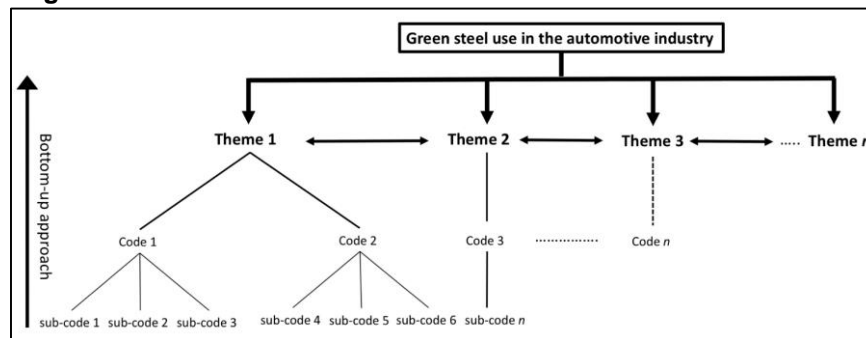 Green steel use in the automotive industry
Bottom-up approach
Theme 1
Theme 2
Theme 3
..... Theme n
Code 1
Code 2
Code 3
................
Code n
sub-code 1 sub-code 2 sub-code 3
sub-code 4 sub-code 5 sub-code 6 sub-code n